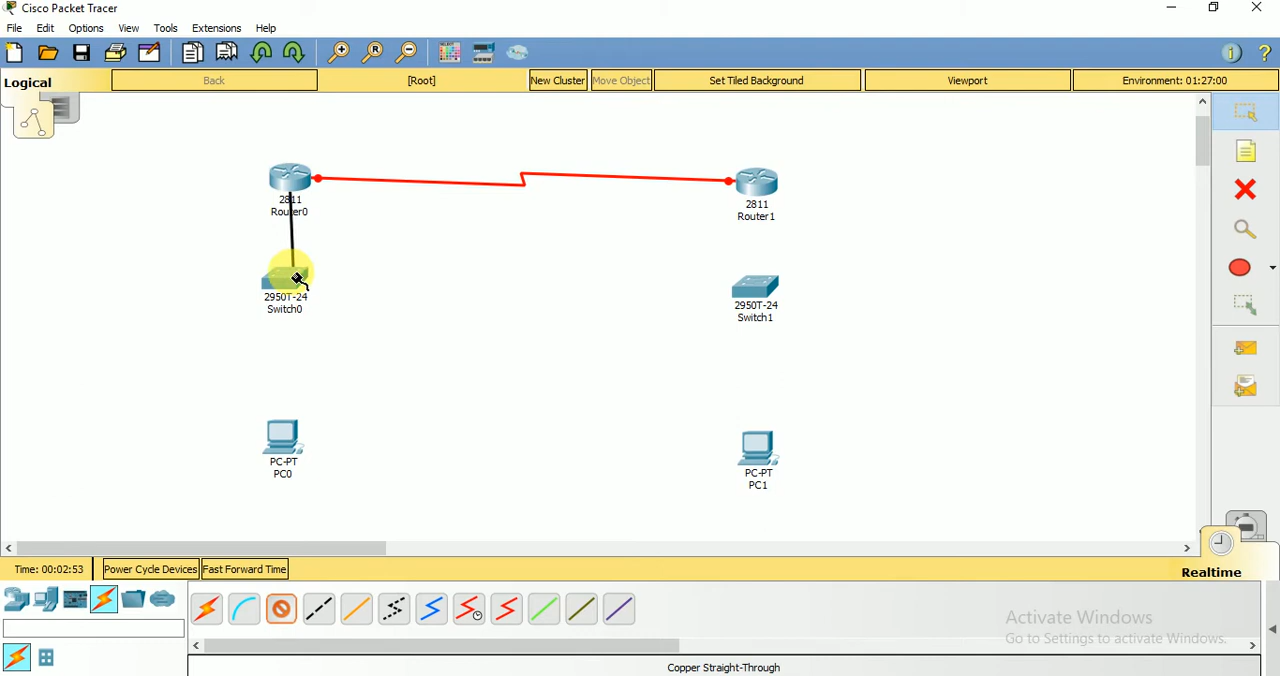 Cisco Packet Tracer
File Edit Options View Tools Extensions Help
Logical Back [Root] New Cluster Move Object Set Tiled Background Viewport Environment: 01:27:00
2811
Router0
2811
Router1
2950T-24
Switch0
2950T-24
Switch1
PC-PT
PC0
PC-PT
PC1
Time: 00:02:53 Power Cycle Devices Fast Forward Time
Realtime
Activate Windows
Go to Settings to activate Windows.
Copper Straight-Through